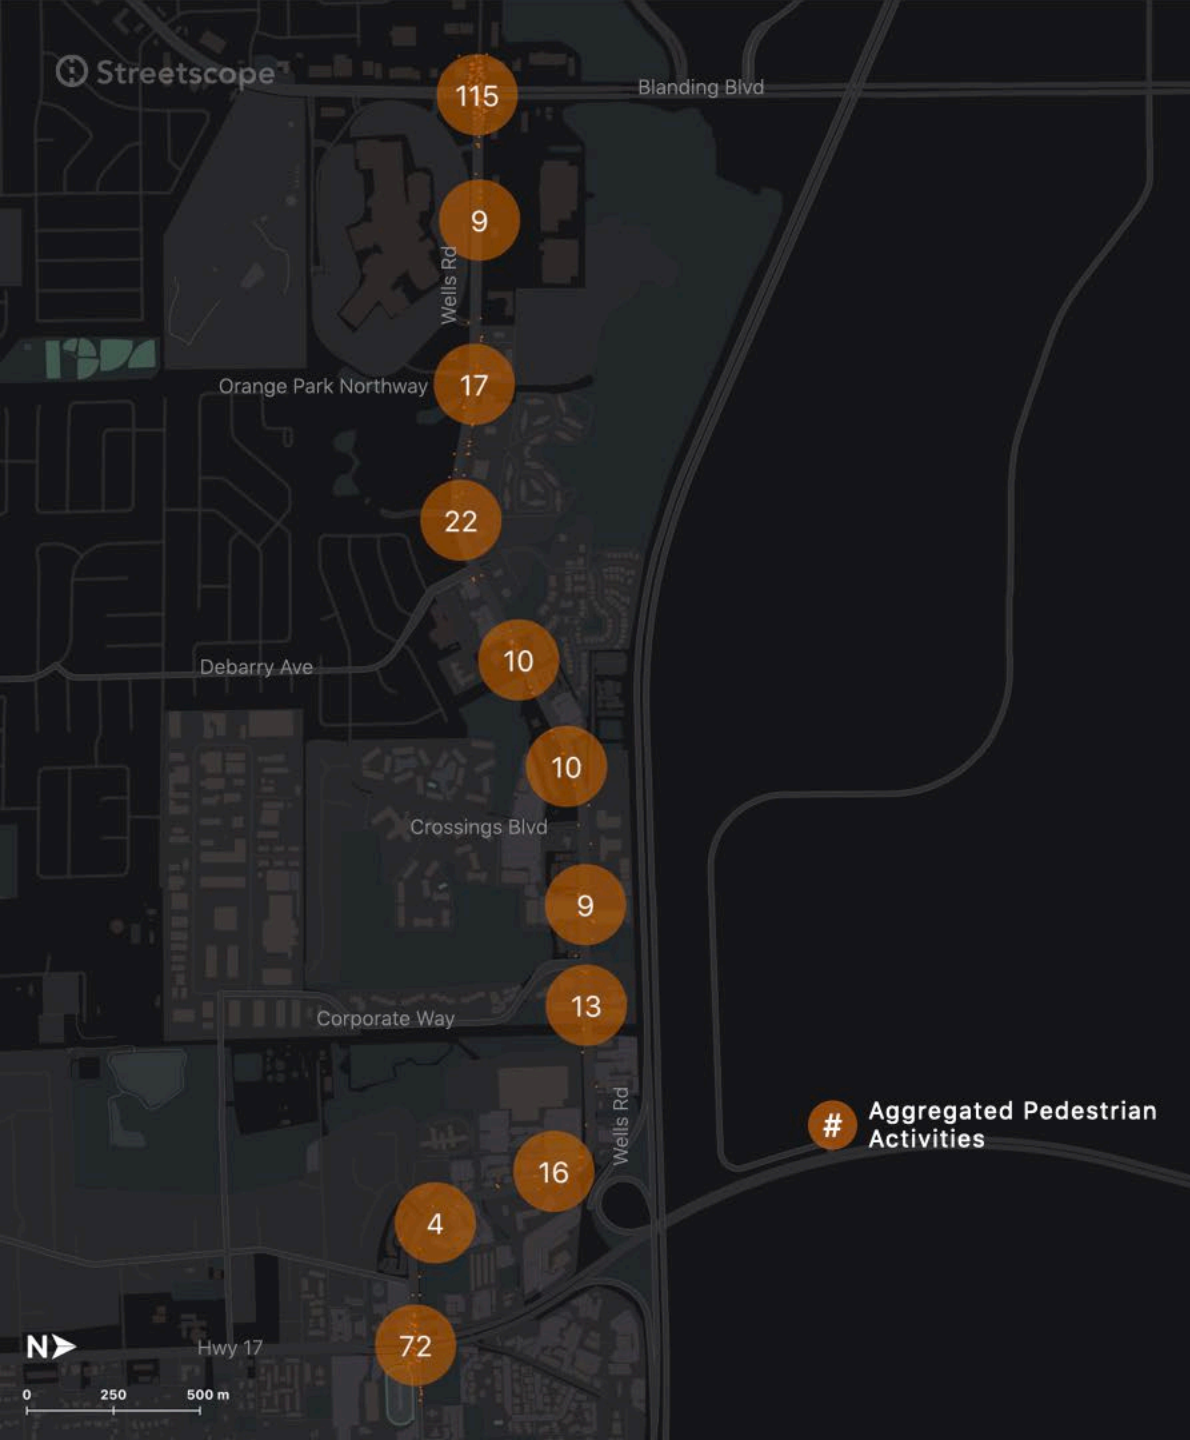 Streetscope
Blanding Blvd
115
9
Wells Rd
17
Orange Park Northway
22
10
Debarry Ave
10
Crossings Blvd
9
13
Corporate Way
Wells Rd
# Aggregated Pedestrian
Activities
16
4
72
N
Hwy 17
0 250 500 m